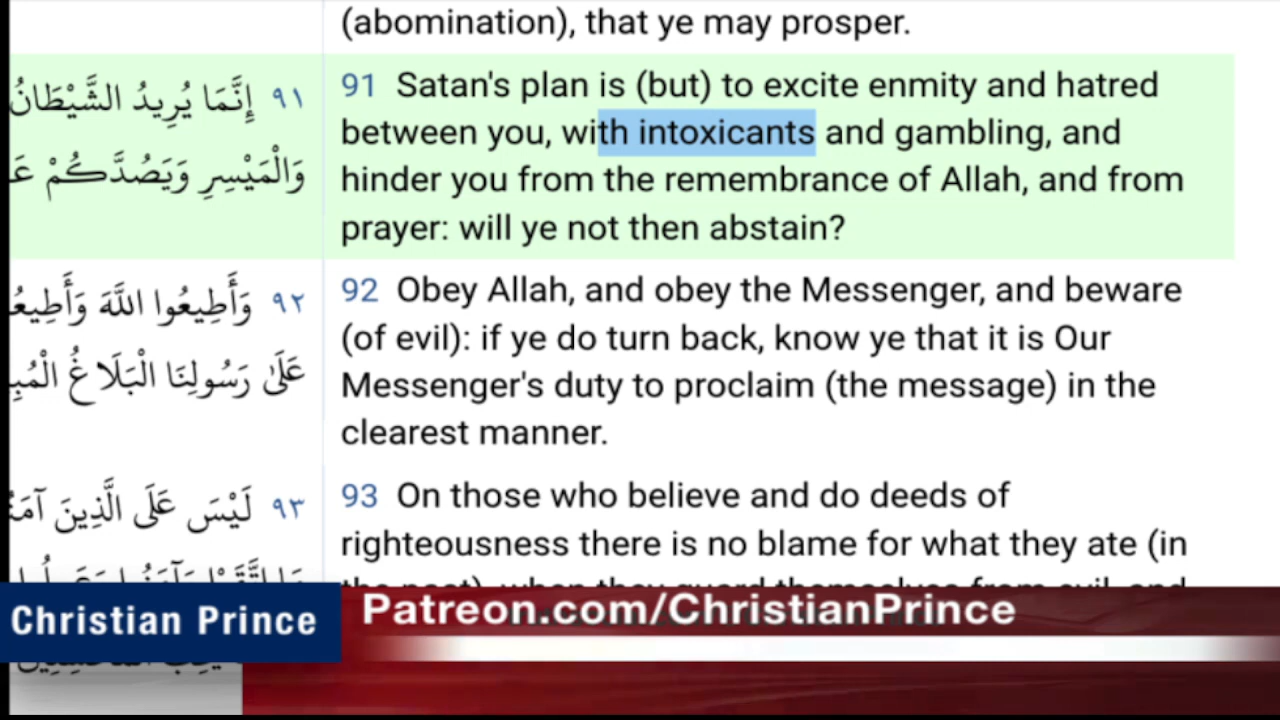 (abomination), that ye may prosper.
٩١ إِنَّمَا يُرِيدُ الشَّيْطَانُ
وَالْمَيْسِرِ وَيَصُدَّكُمْ
91 Satan's plan is (but) to excite enmity and hatred
between you, with intoxicants and gambling, and
hinder you from the remembrance of Allah, and from
prayer: will ye not then abstain?
٩٢ وَأَطِيعُوا اللَّهَ
عَلَىٰ رَسُولِنَا الْبَلَاغُ
92 Obey Allah, and obey the Messenger, and beware
(of evil): if ye do turn back, know ye that it is Our
Messenger's duty to proclaim (the message) in the
clearest manner.
٩٣ لَيْسَ عَلَى الَّذِينَ
93 On those who believe and do deeds of
righteousness there is no blame for what they ate (in
Christian Prince
Patreon.com/ChristianPrince